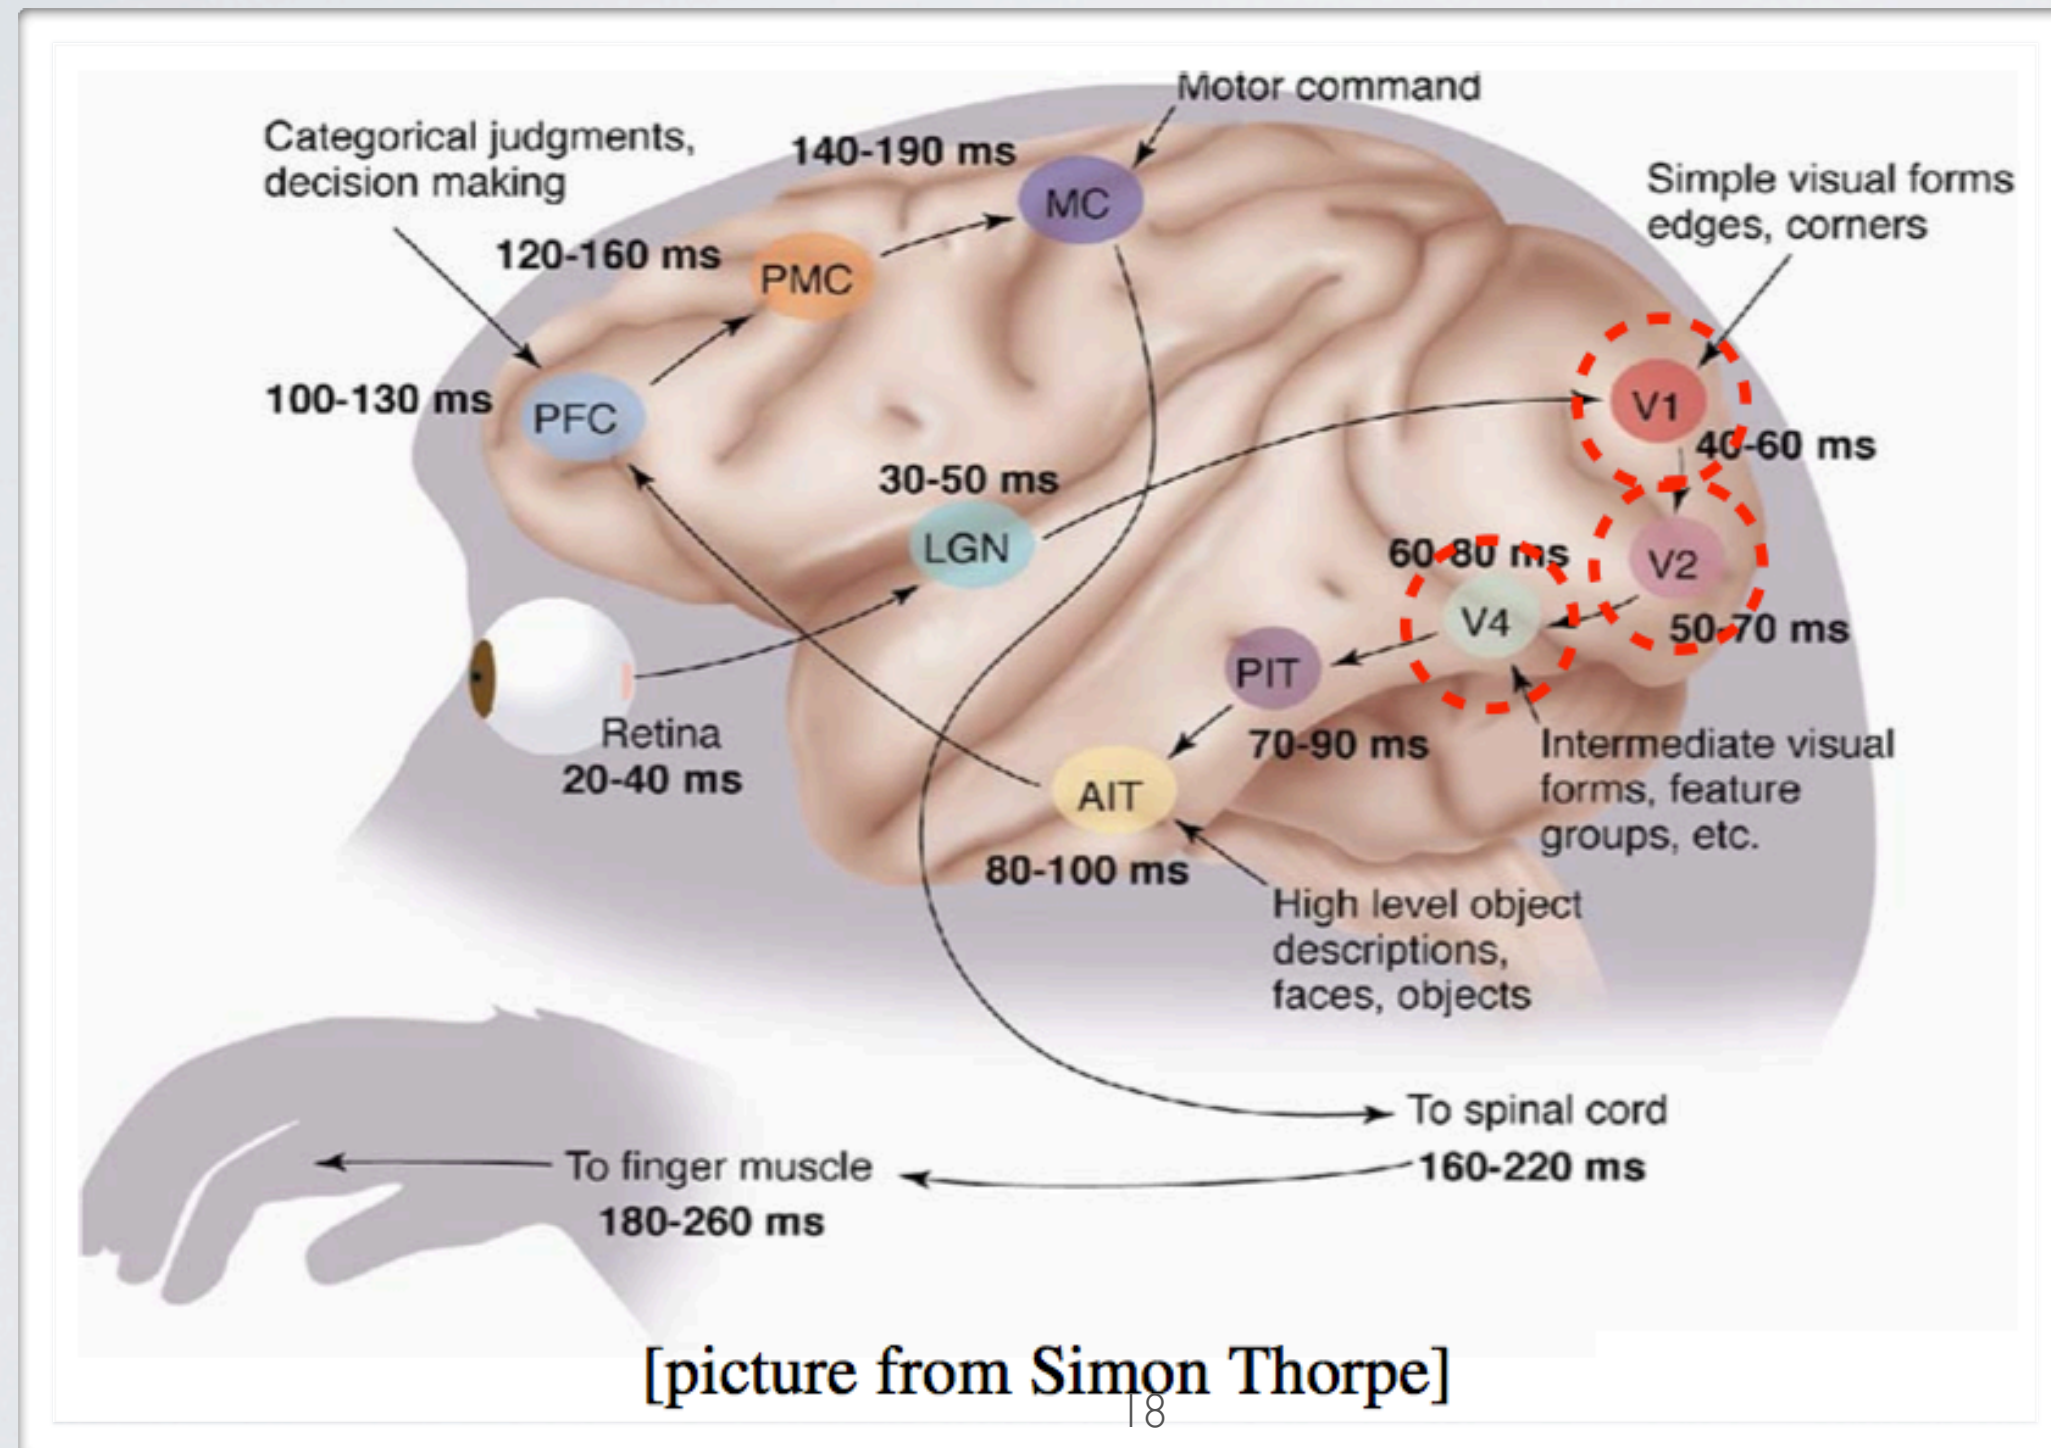 Motor command
Categorical judgments,
decision making
140-190 ms
MC
Simple visual forms
edges, corners
120-160 ms
PMC
100-130 ms
PFC
V1
40-60 ms
30-50 ms
LGN
60-80 ms
V2
V4
50-70 ms
PIT
Retina
20-40 ms
70-90 ms
Intermediate visual
forms, feature
groups, etc.
AIT
80-100 ms
High level object
descriptions,
faces, objects
To spinal cord
160-220 ms
To finger muscle
180-260 ms
[picture from Simon Thorpe]
18